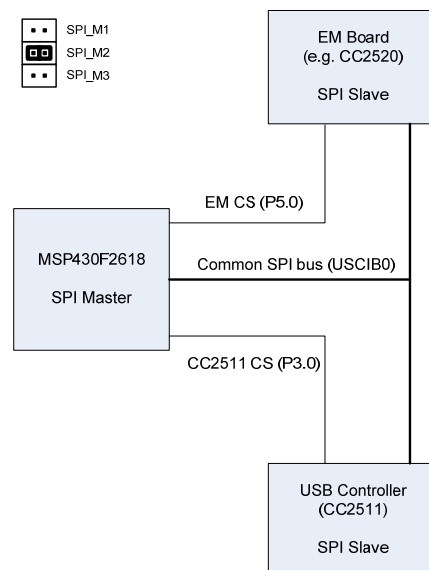 SPI_M1
SPI_M2
SPI_M3
EM Board
(e.g. CC2520)
SPI Slave
EM CS (P5.0)
MSP430F2618
SPI Master
Common SPI bus (USCIB0)
CC2511 CS (P3.0)
USB Controller
(CC2511)
SPI Slave